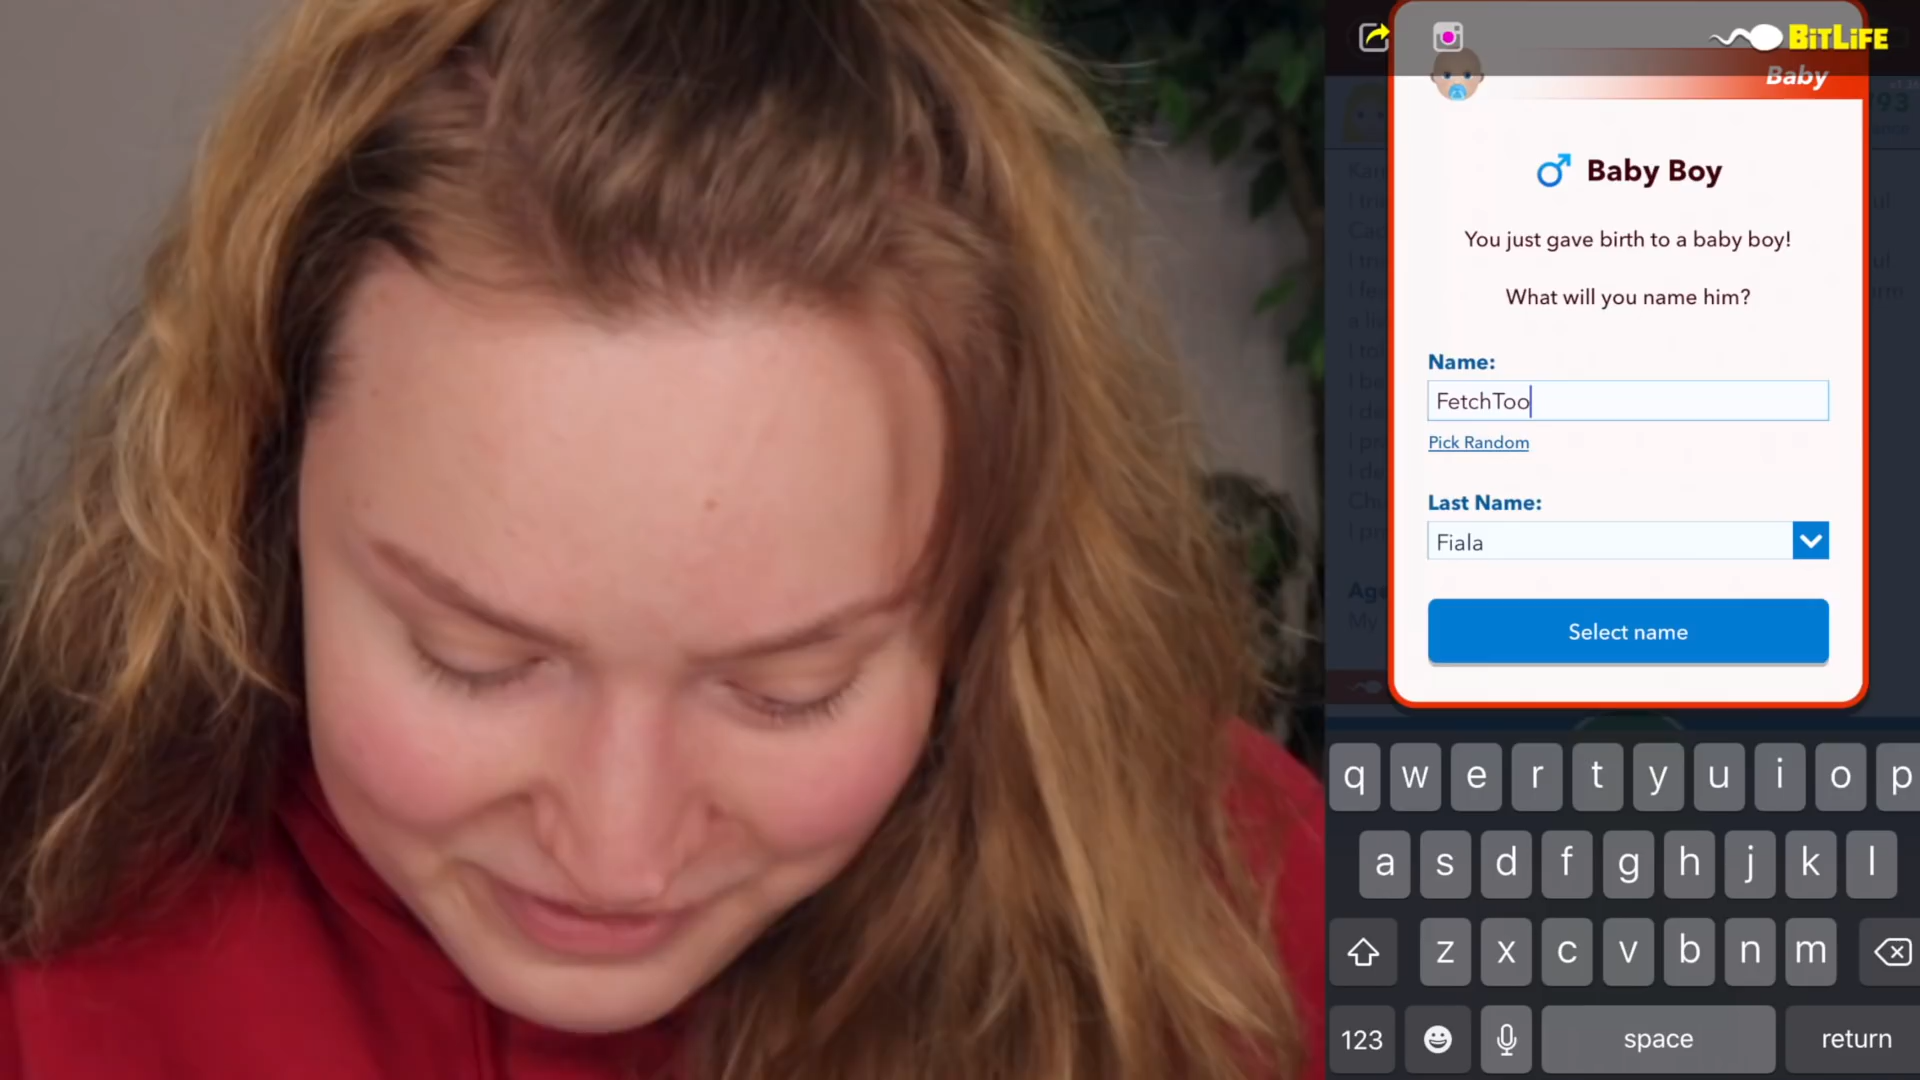 BitLife
Baby
Baby Boy
You just gave birth to a baby boy!
What will you name him?
Name:
FetchToo
Pick Random
Last Name:
Fiala
Select name
q w e r t y u i o p
a s d f g h j k l
z x c v b n m
123 space return